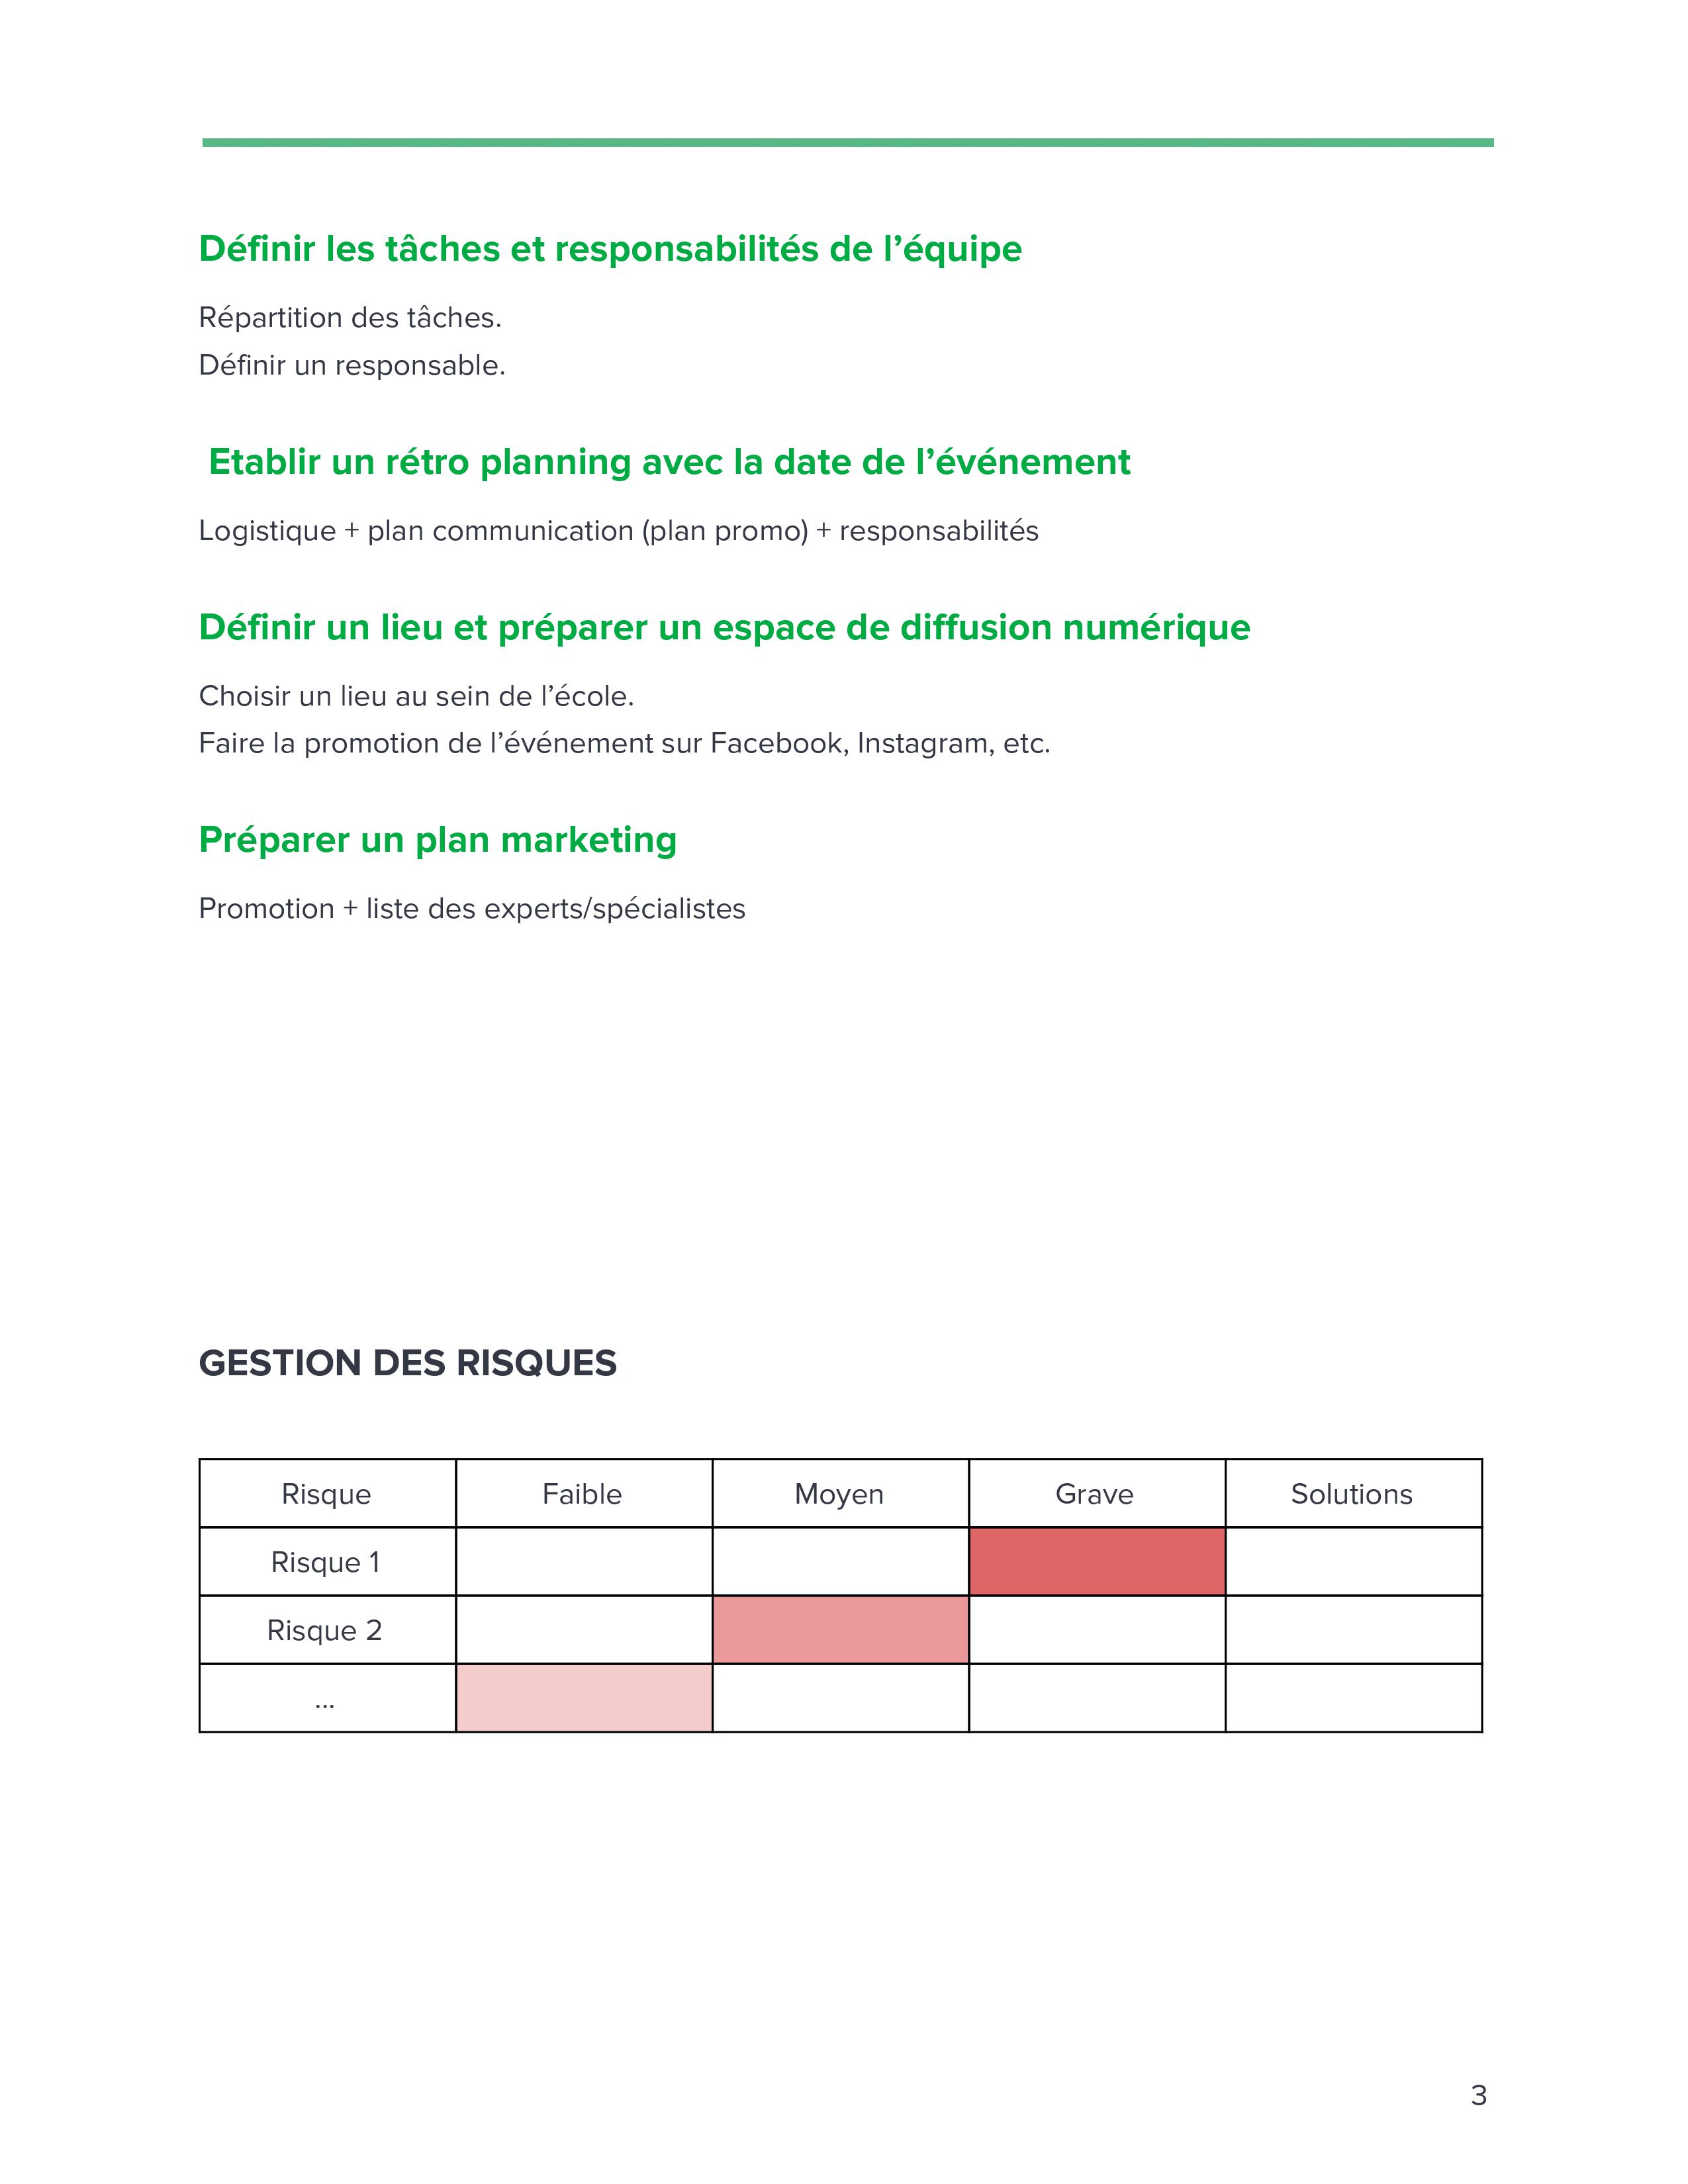 Définir les tâches et responsabilités de l’équipe
Répartition des tâches.
Définir un responsable.
Etablir un rétro planning avec la date de l’événement
Logistique + plan communication (plan promo) + responsabilités
Définir un lieu et préparer un espace de diffusion numérique
Choisir un lieu au sein de l’école.
Faire la promotion de l’événement sur Facebook, Instagram, etc.
Préparer un plan marketing
Promotion + liste des experts/spécialistes
GESTION DES RISQUES
Risque Faible Moyen Grave Solutions
Risque 1
Risque 2
...
3